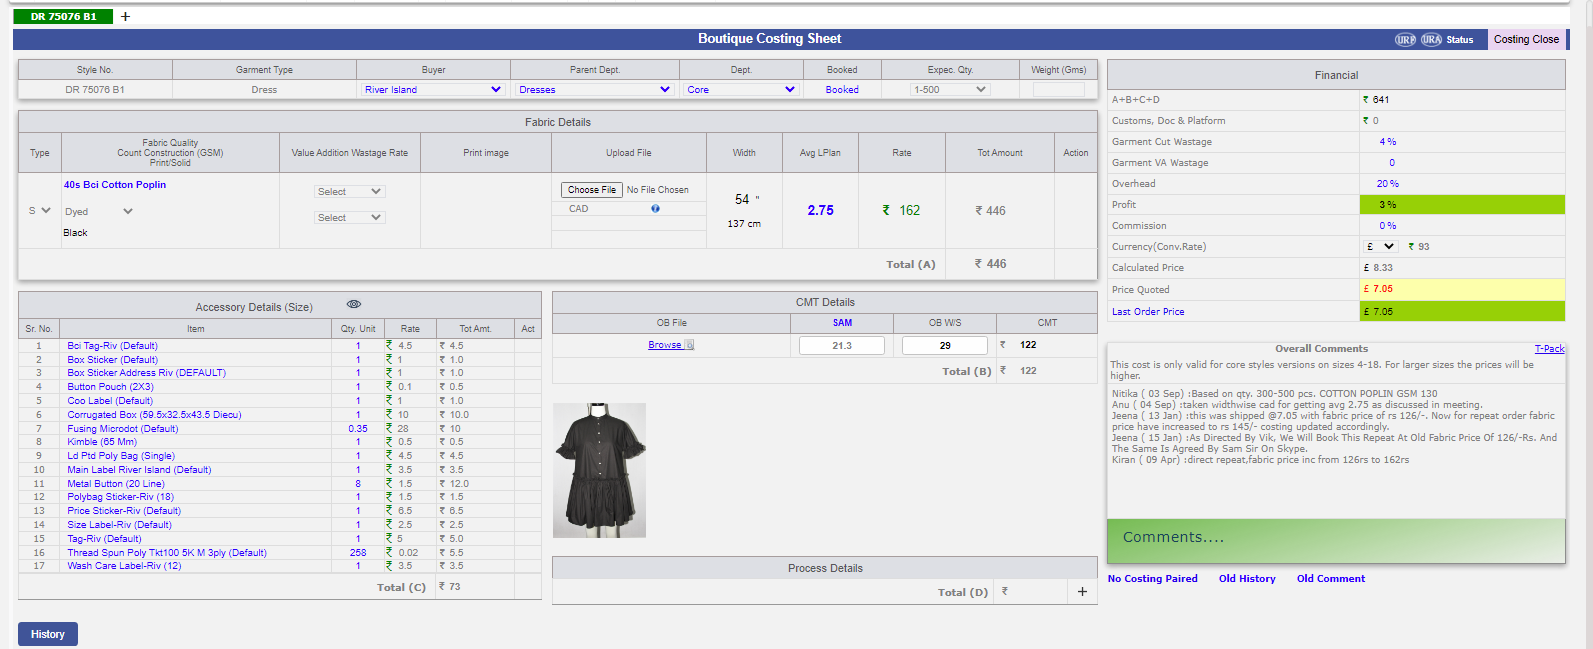 DR 75076 B1 +
Boutique Costing Sheet
URP URA Status Costing Close
Style No. Garment Type Buyer Parent Dept. Dept. Booked Expec. Qty. Weight (Gms)
DR 75076 B1 Dress River Island Dresses Core Booked 1-500
Fabric Details
Type Fabric Quality Value Addition Wastage Rate Print image Upload File Width Avg LPlan Rate Tot Amount Action
Count Construction (GSM)
Print/Solid
S 40s Bci Cotton Poplin
Dyed
Black
Select
Select
Choose File No File Chosen
CAD
54 "
137 cm
2.75 ₹ 162 ₹ 446
Total (A) ₹ 446
Accessory Details (Size)
Sr. No. Item Qty. Unit Rate Tot Amt. Act
1 Bci Tag-Riv (Default) 1 ₹ 4.5 ₹ 4.5
2 Box Sticker (Default) 1 ₹ 1 ₹ 1.0
3 Box Sticker Address Riv (DEFAULT) 1 ₹ 1 ₹ 1.0
4 Button Pouch (2X3) 1 ₹ 0.1 ₹ 0.5
5 Coo Label (Default) 1 ₹ 1 ₹ 1.0
6 Corrugated Box (59.5x32.5x43.5 Diecu) 1 ₹ 10 ₹ 10.0
7 Fusing Microdot (Default) 0.35 ₹ 28 ₹ 10
8 Kimble (65 Mm) 1 ₹ 0.5 ₹ 0.5
9 Ld Ptd Poly Bag (Single) 1 ₹ 4.5 ₹ 4.5
10 Main Label River Island (Default) 1 ₹ 3.5 ₹ 3.5
11 Metal Button (20 Line) 8 ₹ 1.5 ₹ 12.0
12 Polybag Sticker-Riv (18) 1 ₹ 1.5 ₹ 1.5
13 Price Sticker-Riv (Default) 1 ₹ 6.5 ₹ 6.5
14 Size Label-Riv (Default) 1 ₹ 2.5 ₹ 2.5
15 Tag-Riv (Default) 1 ₹ 5 ₹ 5.0
16 Thread Spun Poly Tkt100 5K M 3ply (Default) 258 ₹ 0.02 ₹ 5.5
17 Wash Care Label-Riv (12) 1 ₹ 3.5 ₹ 3.5
Total (C) ₹ 73
History
CMT Details
OB File SAM OB W/S CMT
Browse 21.3 29 ₹ 122
Total (B) ₹ 122
Process Details
Total (D) ₹ +
Financial
A+B+C+D ₹ 641
Customs, Doc & Platform ₹ 0
Garment Cut Wastage 4 %
Garment VA Wastage 0
Overhead 20 %
Profit 3 %
Commission 0 %
Currency(Conv.Rate) £ ₹ 93
Calculated Price £ 8.33
Price Quoted £ 7.05
Last Order Price £ 7.05
Overall Comments T-Pack
This cost is only valid for core styles versions on sizes 4-18. For larger sizes the prices will be
higher.
Nitika ( 03 Sep) :Based on qty. 300-500 pcs. COTTON POPLIN GSM 130
Anu ( 04 Sep) :taken widthwise cad for getting avg 2.75 as discussed in meeting.
Jeena ( 13 Jan) :this was shipped @7.05 with fabric price of rs 126/-. Now for repeat order fabric
price have increased to rs 145/- costing updated accordingly.
Jeena ( 15 Jan) :As Directed By Vik, We Will Book This Repeat At Old Fabric Price Of 126/-Rs. And
The Same Is Agreed By Sam Sir On Skype.
Kiran ( 09 Apr) :direct repeat,fabric price inc from 126rs to 162rs
Comments....
No Costing Paired Old History Old Comment